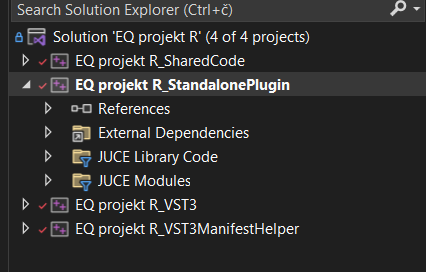 Search Solution Explorer (Ctrl+č)
Solution 'EQ projekt R' (4 of 4 projects)
EQ projekt R_SharedCode
EQ projekt R_StandalonePlugin
References
External Dependencies
JUCE Library Code
JUCE Modules
EQ projekt R_VST3
EQ projekt R_VST3ManifestHelper